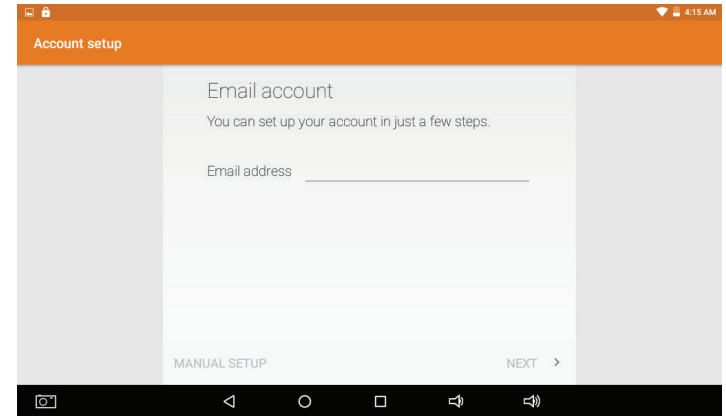 4:15 AM
Account setup
Email account
You can set up your account in just a few steps.
Email address
MANUAL SETUP
NEXT